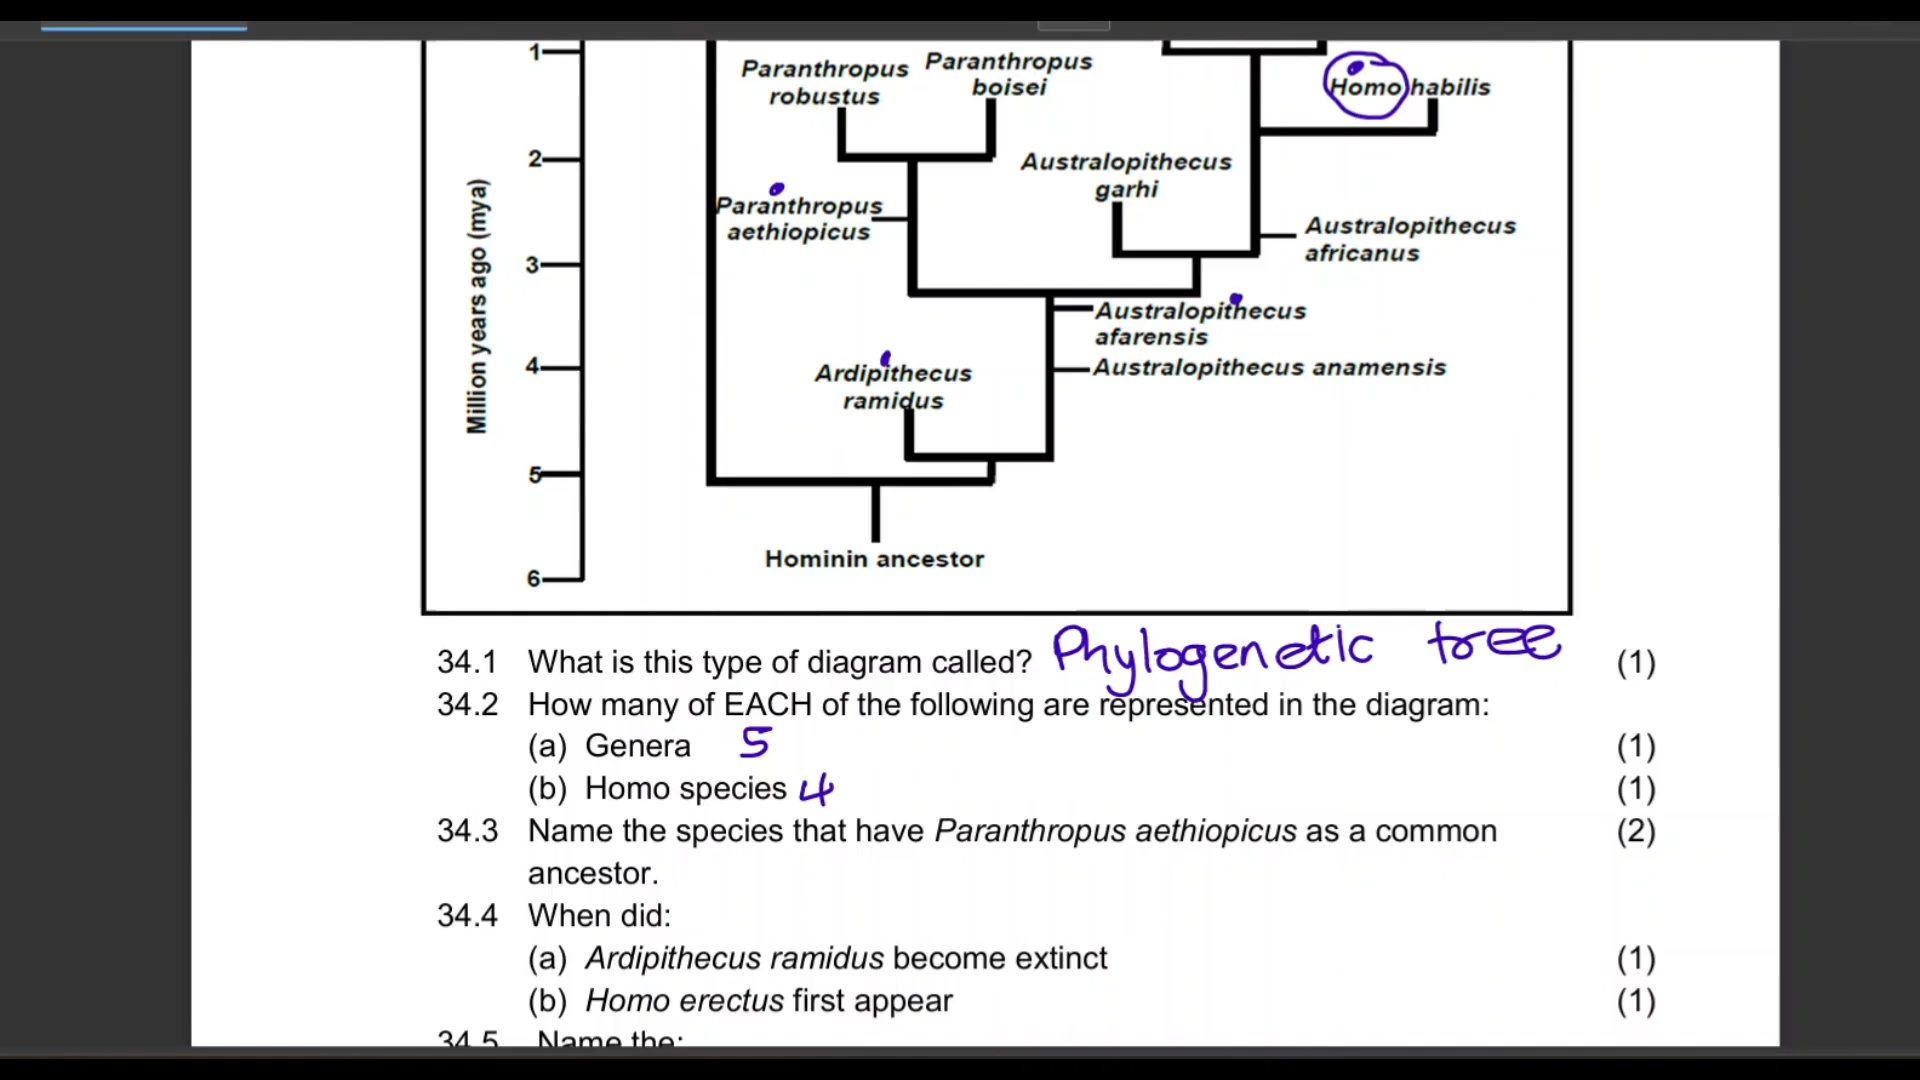 1
Paranthropus
robustus
Paranthropus
boisei
Homo habilis
2
Australopithecus
garhi
Paranthropus
aethiopicus
Australopithecus
africanus
3
Million years ago (mya)
Australopithecus
afarensis
4
Australopithecus anamensis
Ardipithecus
ramidus
5
Hominin ancestor
6
34.1 What is this type of diagram called? Phylogenetic tree (1)
34.2 How many of EACH of the following are represented in the diagram:
(a) Genera 5 (1)
(b) Homo species 4 (1)
34.3 Name the species that have Paranthropus aethiopicus as a common (2)
ancestor.
34.4 When did:
(a) Ardipithecus ramidus become extinct (1)
(b) Homo erectus first appear (1)
34.5 Name the: